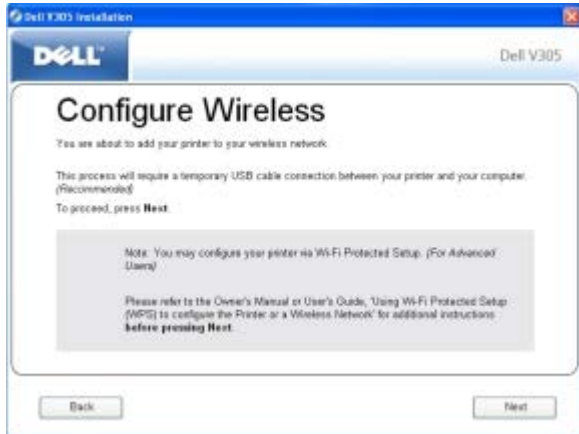 Dell V305 Installation
DELL
Dell V305
Configure Wireless
You are about to add your printer to your wireless network.
This process will require a temporary USB cable connection between your printer and your computer.
(Recommended)
To proceed, press Next.
Note: You may configure your printer via Wi-Fi Protected Setup. (For Advanced
Users)
Please refer to the Owner's Manual or User's Guide, 'Using Wi-Fi Protected Setup
(WPS) to configure the Printer or a Wireless Network' for additional instructions
before pressing Next.
Back
Next